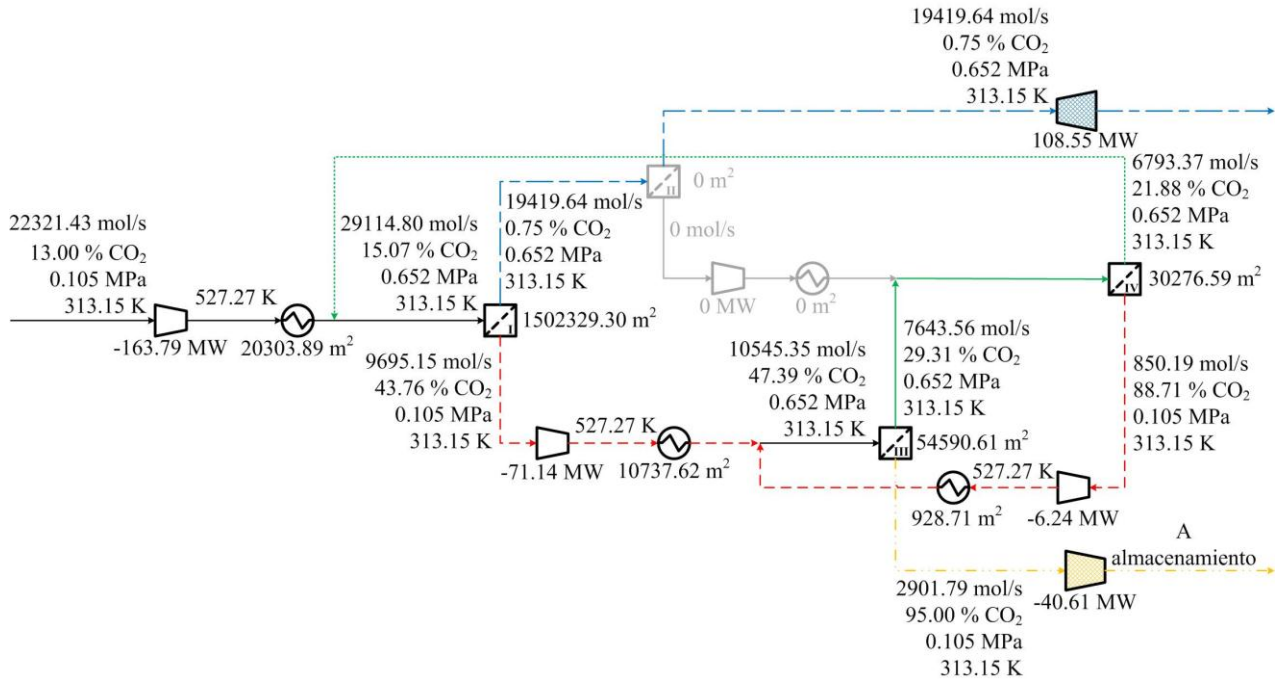 19419.64 mol/s
0.75 % CO₂
0.652 MPa
313.15 K
108.55 MW
6793.37 mol/s
21.88 % CO₂
0.652 MPa
313.15 K
II
0 m²
22321.43 mol/s
13.00 % CO₂
0.105 MPa
313.15 K
527.27 K
-163.79 MW
20303.89 m²
29114.80 mol/s
15.07 % CO₂
0.652 MPa
313.15 K
19419.64 mol/s
0.75 % CO₂
0.652 MPa
313.15 K
I
1502329.30 m²
0 mol/s
0 MW
0 m²
IV
30276.59 m²
9695.15 mol/s
43.76 % CO₂
0.105 MPa
313.15 K
527.27 K
-71.14 MW
10737.62 m²
10545.35 mol/s
47.39 % CO₂
0.652 MPa
313.15 K
7643.56 mol/s
29.31 % CO₂
0.652 MPa
313.15 K
III
54590.61 m²
850.19 mol/s
88.71 % CO₂
0.105 MPa
313.15 K
527.27 K
928.71 m²
-6.24 MW
A
almacenamiento
-40.61 MW
2901.79 mol/s
95.00 % CO₂
0.105 MPa
313.15 K